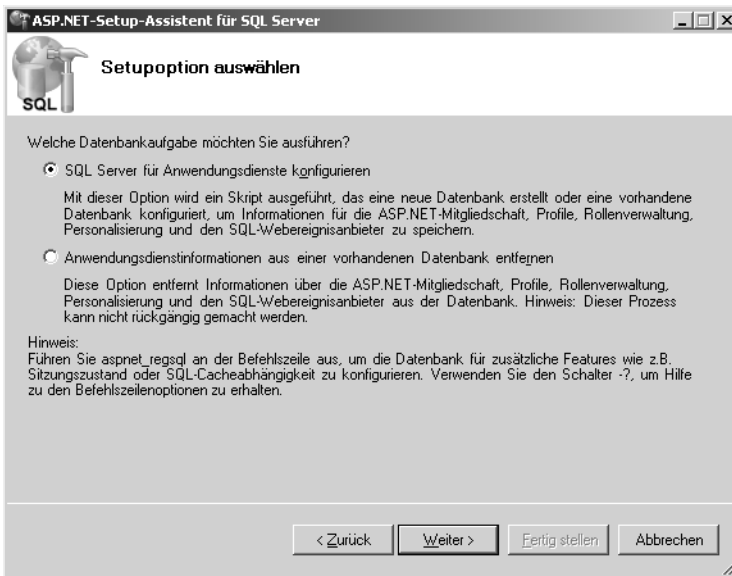 ASP.NET-Setup-Assistent für SQL Server
SQL
Setupoption auswählen
Welche Datenbankaufgabe möchten Sie ausführen?
SQL Server für Anwendungsdienste konfigurieren
Mit dieser Option wird ein Skript ausgeführt, das eine neue Datenbank erstellt oder eine vorhandene
Datenbank konfiguriert, um Informationen für die ASP.NET-Mitgliedschaft, Profile, Rollenverwaltung,
Personalisierung und den SQL-Webereignisanbieter zu speichern.
Anwendungsdienstinformationen aus einer vorhandenen Datenbank entfernen
Diese Option entfernt Informationen über die ASP.NET-Mitgliedschaft, Profile, Rollenverwaltung,
Personalisierung und den SQL-Webereignisanbieter aus der Datenbank. Hinweis: Dieser Prozess
kann nicht rückgängig gemacht werden.
Hinweis:
Führen Sie aspnet_regsql an der Befehlszeile aus, um die Datenbank für zusätzliche Features wie z.B.
Sitzungszustand oder SQL-Cacheabhängigkeit zu konfigurieren. Verwenden Sie den Schalter -?, um Hilfe
zu den Befehlszeilenoptionen zu erhalten.
< Zurück Weiter > Fertig stellen Abbrechen